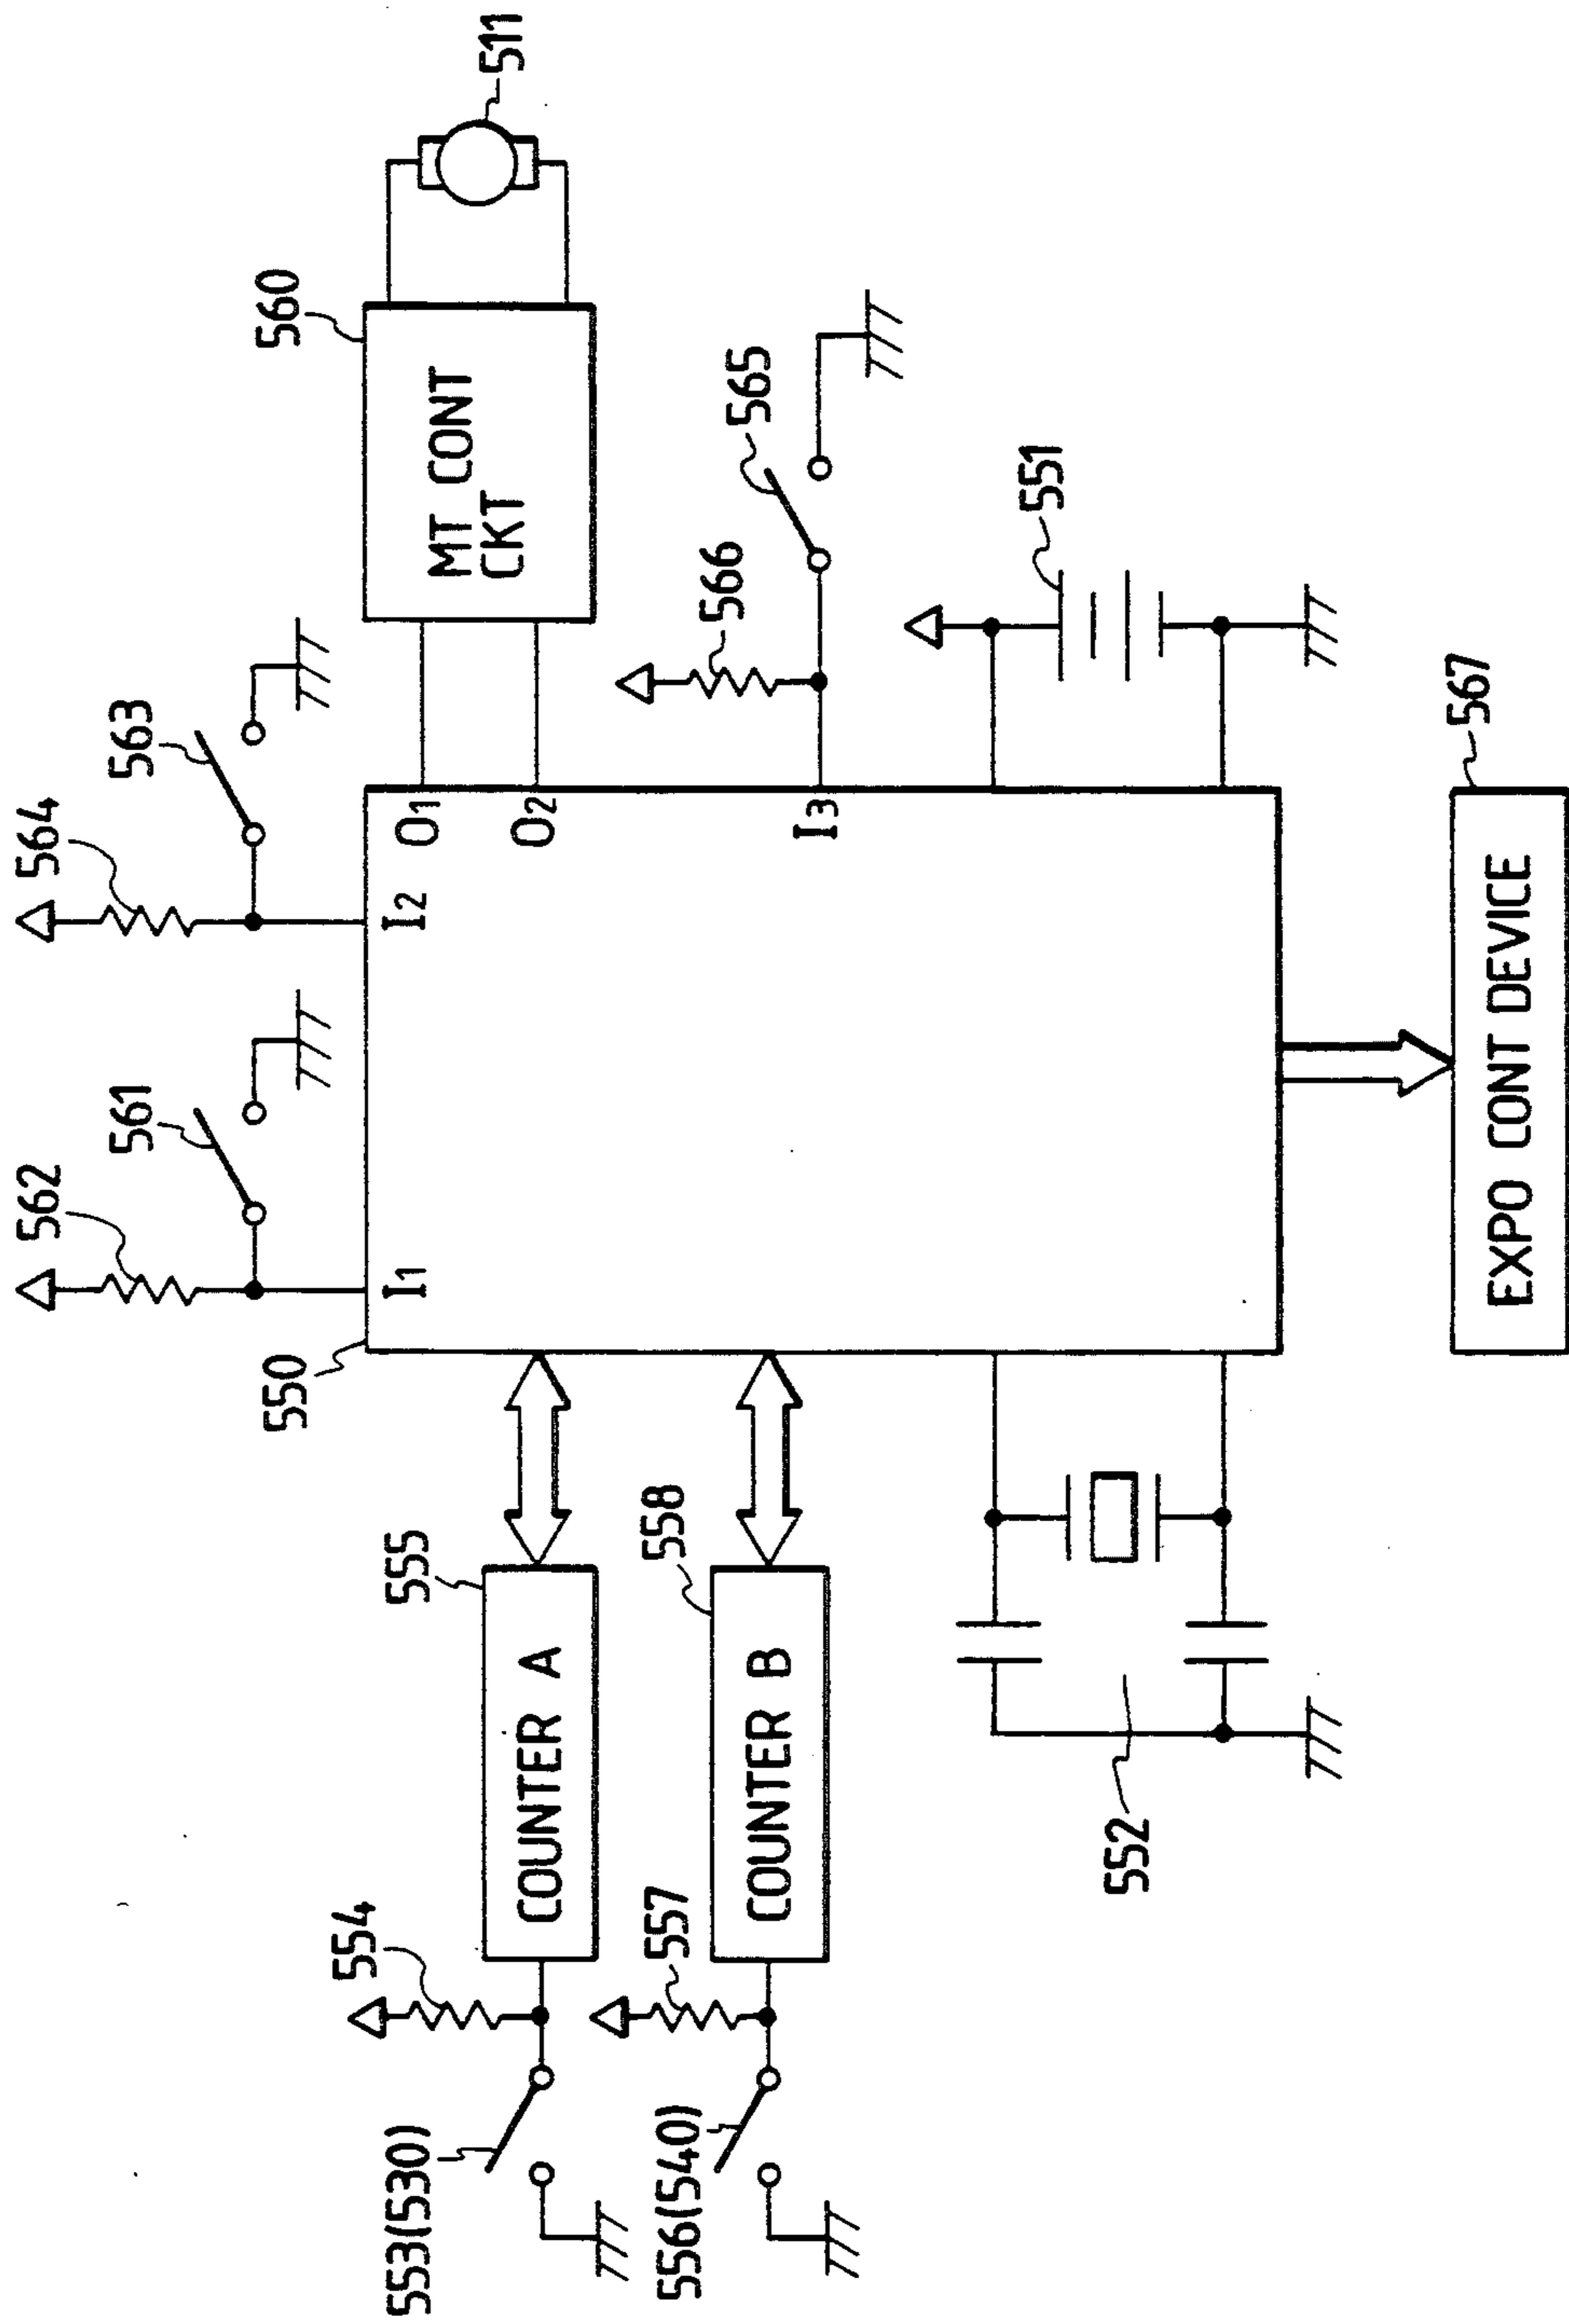 562
561
564
563
560
511
I1
I2
O1
O2
MT CONT
CKT
550
554
555
553(530)
COUNTER A
I3
566
565
557
558
556(540)
COUNTER B
551
552
567
EXPO CONT DEVICE